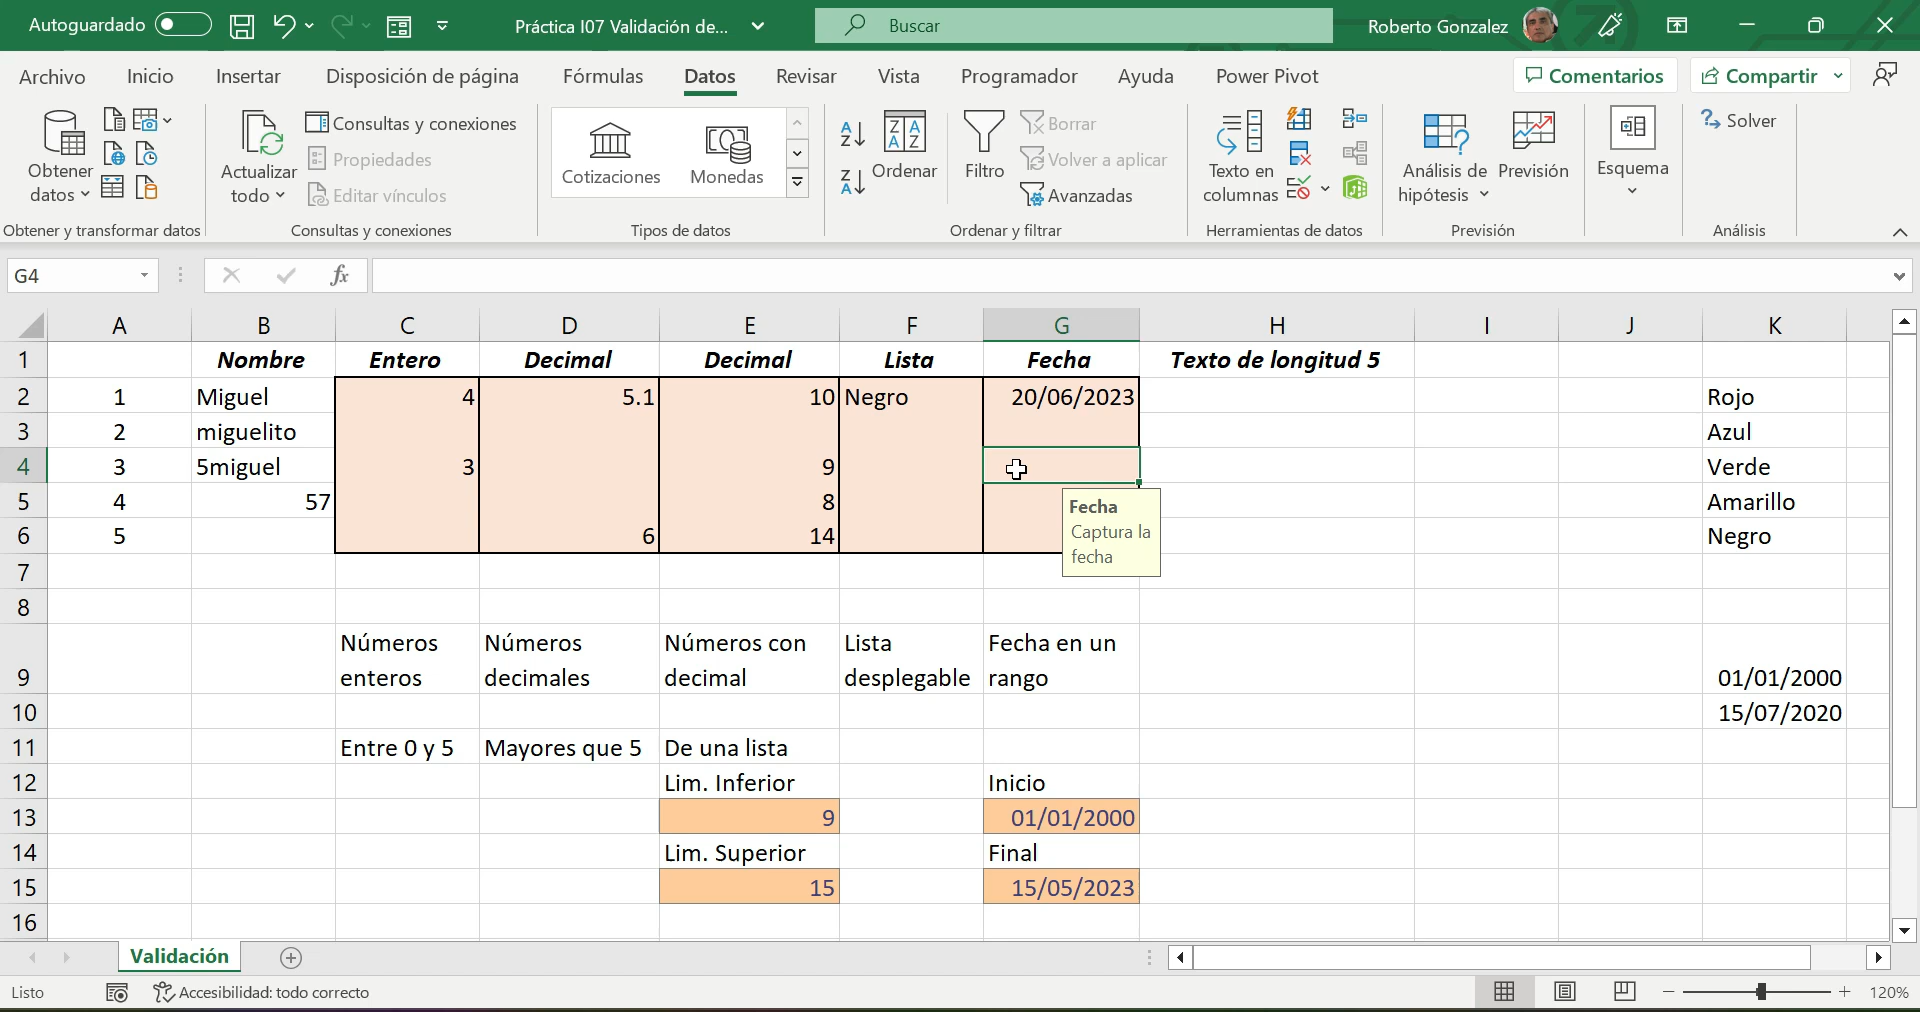 Autoguardado Práctica I07 Validación de... Buscar Roberto Gonzalez
Archivo Inicio Insertar Disposición de página Fórmulas Datos Revisar Vista Programador Ayuda Power Pivot Comentarios Compartir
Obtener datos
Actualizar todo
Consultas y conexiones
Propiedades
Editar vínculos
Cotizaciones Monedas
Ordenar
Filtro
Borrar
Volver a aplicar
Avanzadas
Texto en columnas
Análisis de hipótesis
Previsión
Esquema
Solver
Obtener y transformar datos Consultas y conexiones Tipos de datos Ordenar y filtrar Herramientas de datos Previsión Análisis
G4 fx
A B C D E F G H I J K
1 Nombre Entero Decimal Decimal Lista Fecha Texto de longitud 5
2 1 Miguel 4 5.1 10 Negro 20/06/2023 Rojo
3 2 miguelito Azul
4 3 5miguel 3 9 Verde
5 4 57 8 Amarillo
6 5 6 14 Negro
Fecha
Captura la
fecha
7
8
Números Números Números con Lista Fecha en un
9 enteros decimales decimal desplegable rango 01/01/2000
10 15/07/2020
11 Entre 0 y 5 Mayores que 5 De una lista
12 Lim. Inferior Inicio
13 9 01/01/2000
14 Lim. Superior Final
15 15 15/05/2023
16
Validación
Listo Accesibilidad: todo correcto 120%